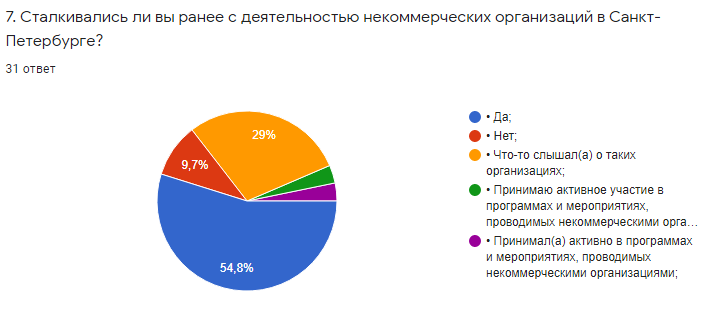 7. Сталкивались ли вы ранее с деятельностью некоммерческих организаций в Санкт-
Петербурге?
31 ответ
29%
9,7%
54,8%
• Да;
• Нет;
• Что-то слышал(а) о таких
организациях;
• Принимаю активное участие в
программах и мероприятиях,
проводимых некоммерческими орга…
• Принимал(а) активно в программах
и мероприятиях, проводимых
некоммерческими организациями;